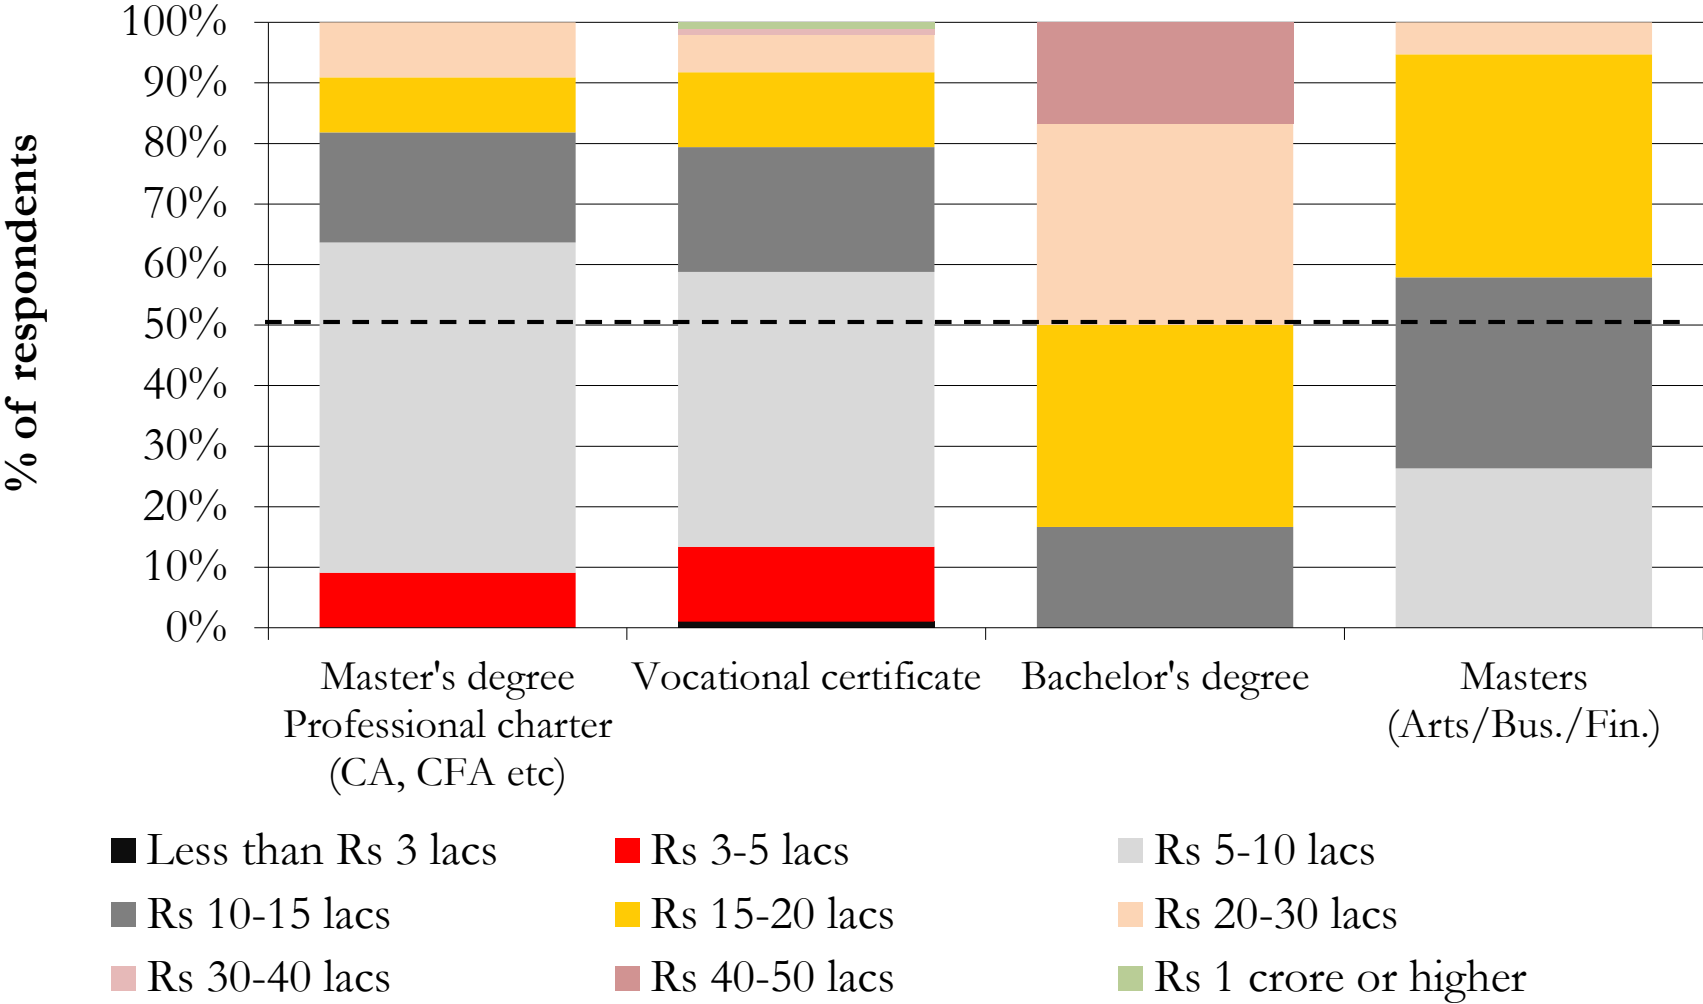 % of respondents
100%
90%
80%
70%
60%
50%
40%
30%
20%
10%
0%
Master's degree
Professional charter
(CA, CFA etc)
Vocational certificate
Bachelor's degree
Masters
(Arts/Bus./Fin.)
Less than Rs 3 lacs
Rs 3-5 lacs
Rs 5-10 lacs
Rs 10-15 lacs
Rs 15-20 lacs
Rs 20-30 lacs
Rs 30-40 lacs
Rs 40-50 lacs
Rs 1 crore or higher